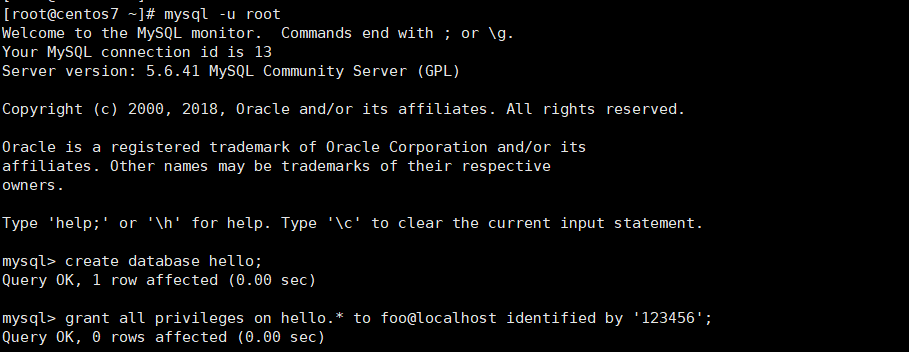 [root@centos7 ~]# mysql -u root
Welcome to the MySQL monitor.  Commands end with ; or \g.
Your MySQL connection id is 13
Server version: 5.6.41 MySQL Community Server (GPL)

Copyright (c) 2000, 2018, Oracle and/or its affiliates. All rights reserved.

Oracle is a registered trademark of Oracle Corporation and/or its
affiliates. Other names may be trademarks of their respective
owners.

Type 'help;' or '\h' for help. Type '\c' to clear the current input statement.

mysql> create database hello;
Query OK, 1 row affected (0.00 sec)

mysql> grant all privileges on hello.* to foo@localhost identified by '123456';
Query OK, 0 rows affected (0.00 sec)